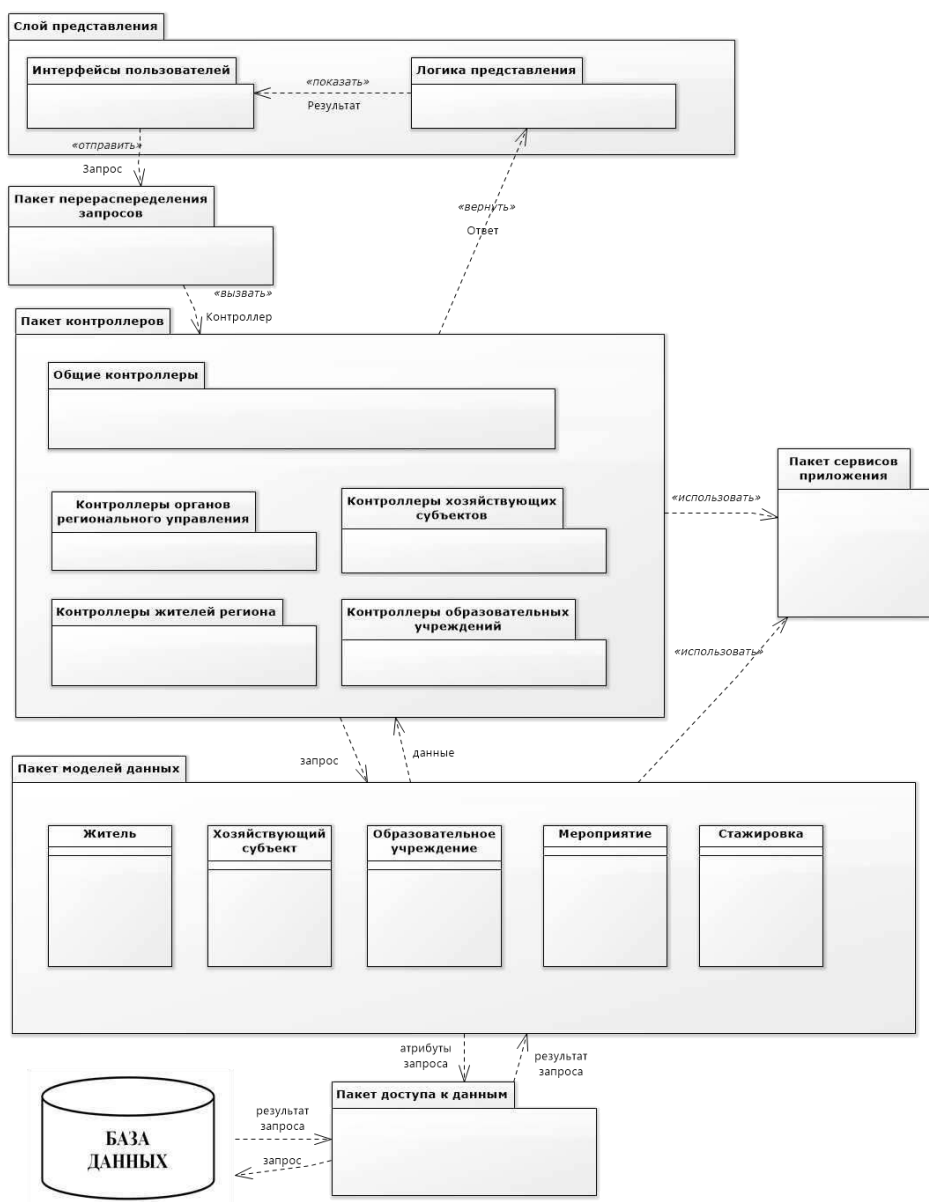 Слой представления
Интерфейсы пользователей
«показать»
Результат
Логика представления
«отправить»
Запрос
Пакет перераспеределения
запросов
«вернуть»
Ответ
«вызвать»
Контроллер
Пакет контроллеров
Общие контроллеры
Контроллеры органов
регионального управления
Контроллеры хозяйствующих
субъектов
Контроллеры жителей региона
Контроллеры образовательных
учреждений
«использовать»
Пакет сервисов
приложения
«использовать»
запрос
данные
Пакет моделей данных
Житель
Хозяйствующий
субъект
Образовательное
учреждение
Мероприятие
Стажировка
атрибуты
запроса
результат
запроса
Пакет доступа к данным
БАЗА
ДАННЫХ
результат
запроса
запрос